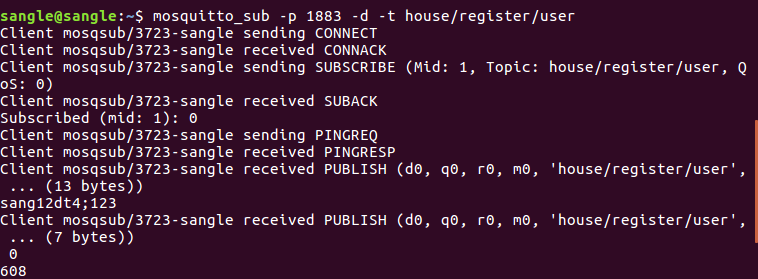 sangle@sangle:~$ mosquitto_sub -p 1883 -d -t house/register/user
Client mosqsub/3723-sangle sending CONNECT
Client mosqsub/3723-sangle received CONNACK
Client mosqsub/3723-sangle sending SUBSCRIBE (Mid: 1, Topic: house/register/user, Q
oS: 0)
Client mosqsub/3723-sangle received SUBACK
Subscribed (mid: 1): 0
Client mosqsub/3723-sangle sending PINGREQ
Client mosqsub/3723-sangle received PINGRESP
Client mosqsub/3723-sangle received PUBLISH (d0, q0, r0, m0, 'house/register/user',
 ... (13 bytes))
sang12dt4;123
Client mosqsub/3723-sangle received PUBLISH (d0, q0, r0, m0, 'house/register/user',
 ... (7 bytes))
 0
608